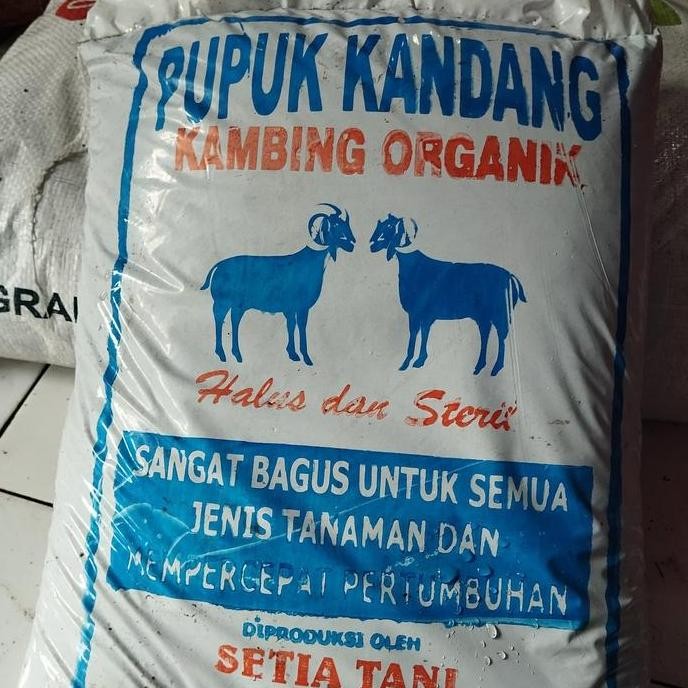 PUPUK KANDANG
KAMBING ORGANIK
Halus dan Steril
SANGAT BAGUS UNTUK SEMUA
JENIS TANAMAN DAN
MEMPERCEPAT PERTUMBUHAN
DIPRODUKSI OLEH
SETIA TANI
GRA